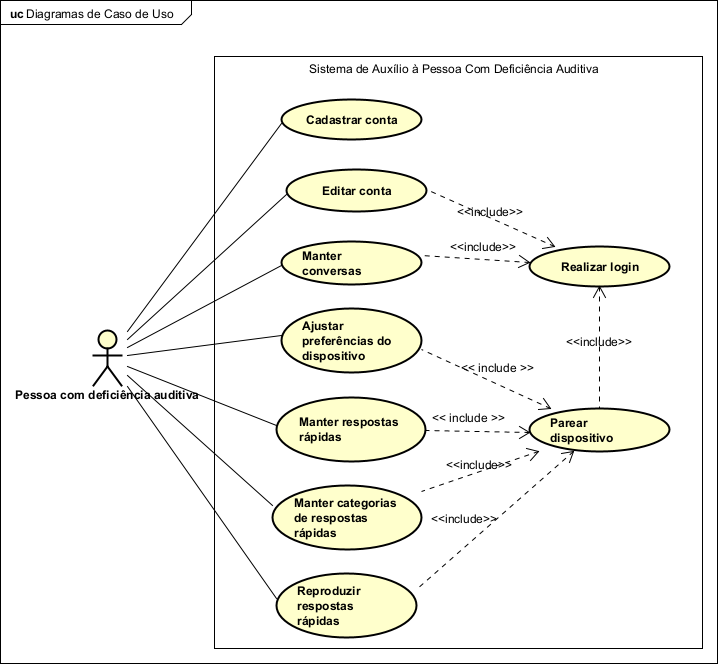 uc Diagramas de Caso de Uso
Sistema de Auxílio à Pessoa Com Deficiência Auditiva
Cadastrar conta
Editar conta
<<include>>
Manter
conversas
<<include>>
Realizar login
Ajustar
preferências do
dispositivo
<<include>>
<< include >>
Pessoa com deficiência auditiva
Manter respostas
rápidas
<< include >>
Parear
dispositivo
<<include>>
Manter categorias
de respostas
rápidas
<<include>>
Reproduzir
respostas
rápidas